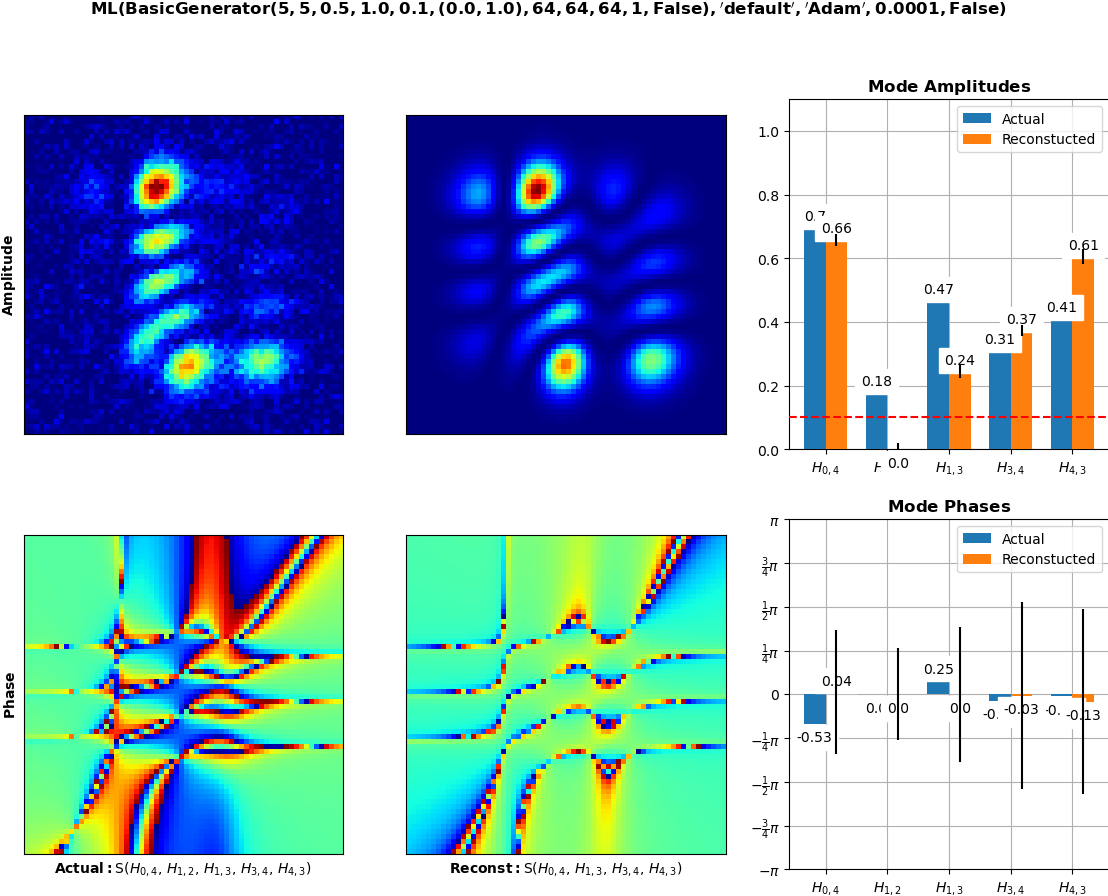 ML(BasicGenerator(5, 5, 0.5, 1.0, 0.1, (0.0, 1.0), 64, 64, 64, 1, False), ′default′, ′Adam′, 0.0001, False)
Amplitude
Mode Amplitudes
Actual
Reconstucted
1.0
0.8
0.6
0.4
0.2
0.0
0.66
0.18
0.0
0.47
0.24
0.31
0.37
0.41
0.61
H0,4
H1,3
H3,4
H4,3
Phase
Actual: S(H0,4, H1,2, H1,3, H3,4, H4,3)
Reconst: S(H0,4, H1,3, H3,4, H4,3)
Mode Phases
Actual
Reconstucted
π
3/4π
1/2π
1/4π
0
−1/4π
−1/2π
−3/4π
−π
-0.53
0.04
0.25
-0.03
-0.13
H0,4
H1,2
H1,3
H3,4
H4,3